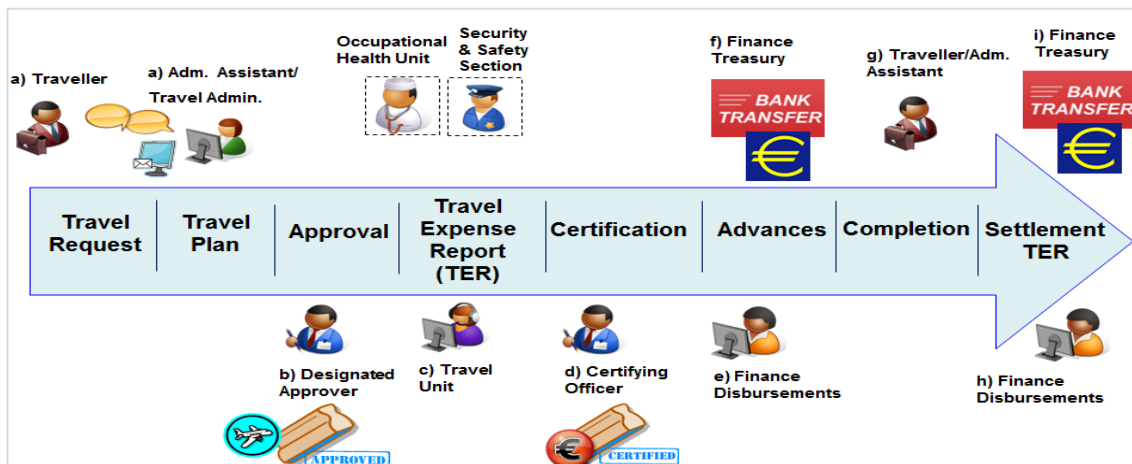 a) Traveller
a) Adm. Assistant/
Travel Admin.
Occupational
Health Unit
Security
& Safety
Section
f) Finance
Treasury
BANK
TRANSFER
€
g) Traveller/Adm.
Assistant
i) Finance
Treasury
BANK
TRANSFER
€
Travel
Request
Travel
Plan
Approval
Travel
Expense
Report
(TER)
Certification
Advances
Completion
Settlement
TER
b) Designated
Approver
APPROVED
c) Travel
Unit
d) Certifying
Officer
€
CERTIFIED
e) Finance
Disbursements
h) Finance
Disbursements